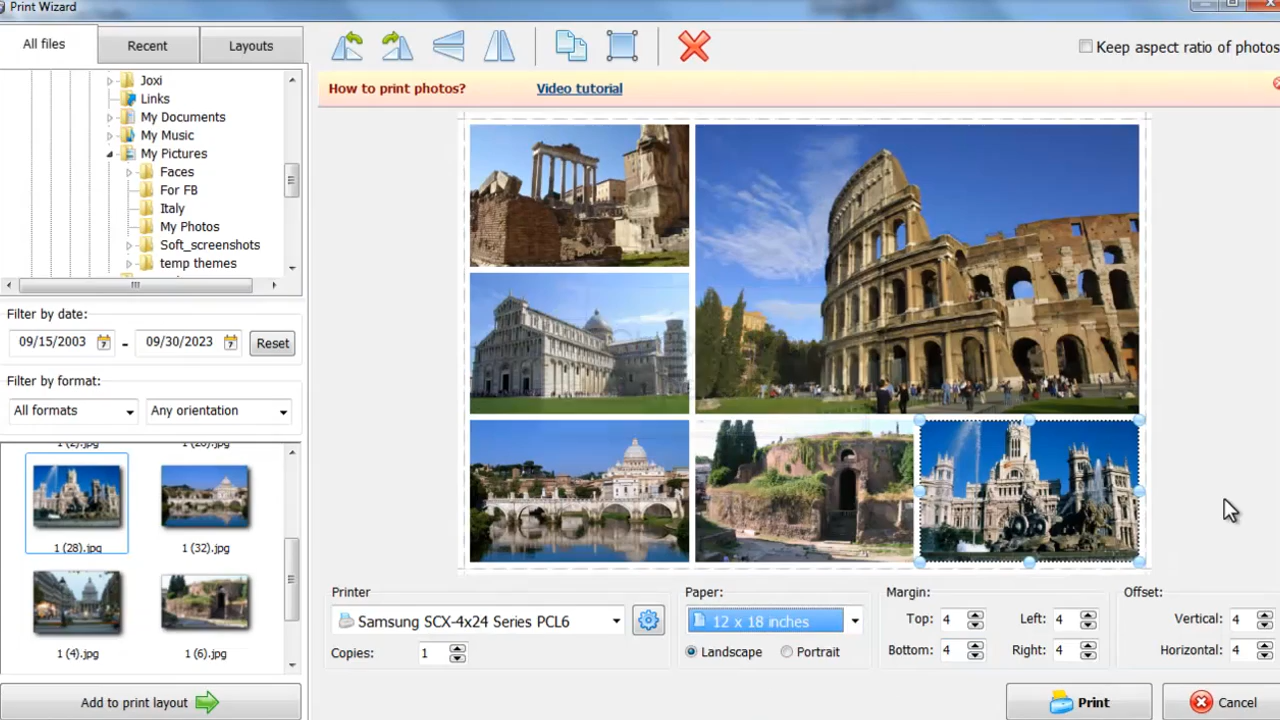 Print Wizard
All files
Recent
Layouts
Joxi
Links
My Documents
My Music
My Pictures
Faces
For FB
Italy
My Photos
Soft_screenshots
temp themes
Filter by date:
09/15/2003 - 09/30/2023 Reset
Filter by format:
All formats Any orientation
1 (28).jpg 1 (32).jpg
1 (4).jpg 1 (6).jpg
Add to print layout
Keep aspect ratio of photos
How to print photos? Video tutorial
Printer
Samsung SCX-4x24 Series PCL6
Copies: 1
Paper:
12 x 18 inches
Landscape Portrait
Margin:
Top: 4 Left: 4
Bottom: 4 Right: 4
Offset:
Vertical: 4
Horizontal: 4
Print Cancel